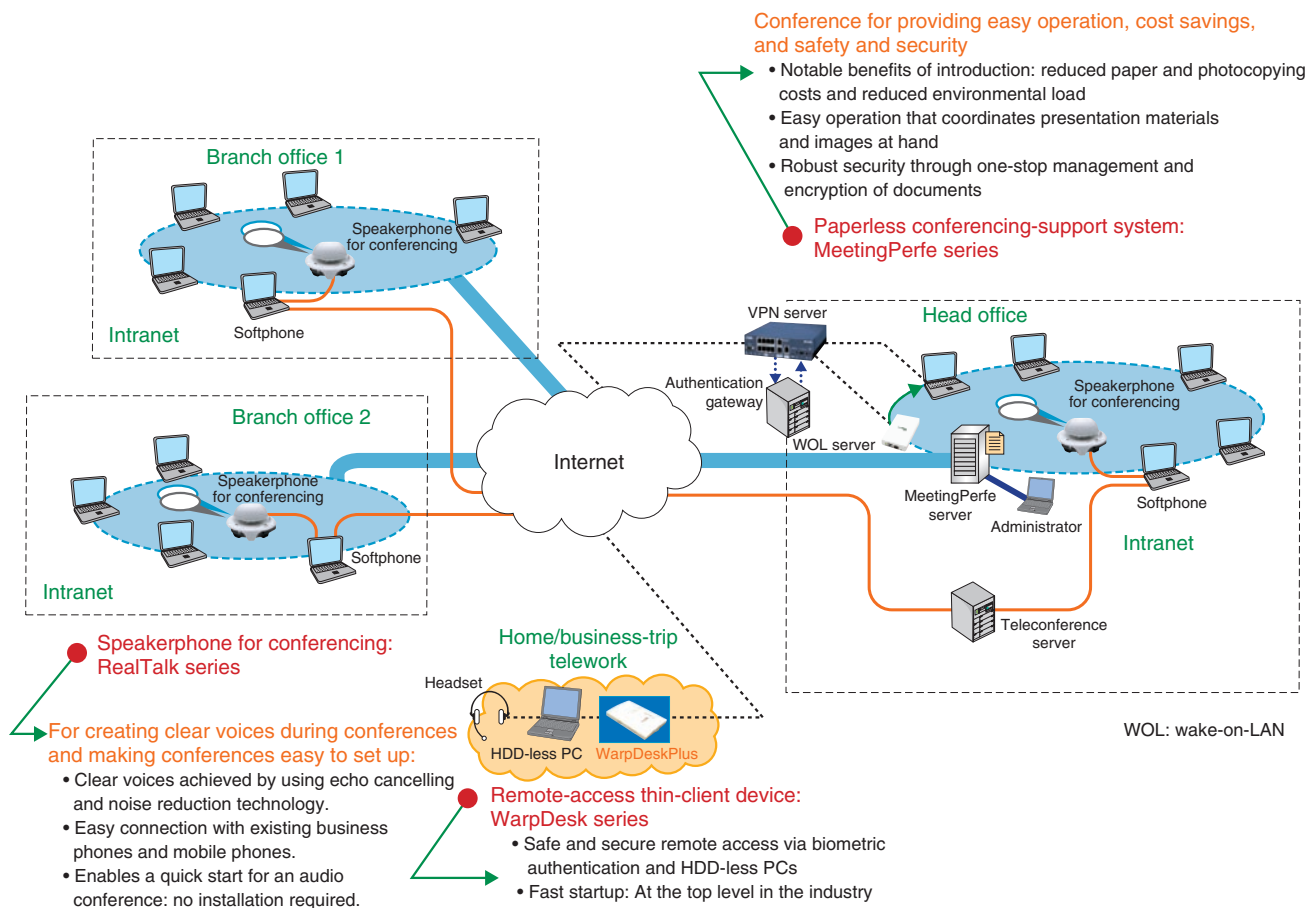 Conference for providing easy operation, cost savings,
and safety and security
• Notable benefits of introduction: reduced paper and photocopying
costs and reduced environmental load
• Easy operation that coordinates presentation materials
and images at hand
• Robust security through one-stop management and
encryption of documents
Paperless conferencing-support system:
MeetingPerfe series
Branch office 1
Speakerphone
for conferencing
Softphone
Intranet
Branch office 2
Speakerphone
for conferencing
Softphone
Intranet
Internet
VPN server
Authentication
gateway
WOL server
Head office
Speakerphone
for conferencing
MeetingPerfe
server
Administrator
Softphone
Intranet
Teleconference
server
WOL: wake-on-LAN
Home/business-trip
telework
Headset
HDD-less PC
WarpDeskPlus
Speakerphone for conferencing:
RealTalk series
For creating clear voices during conferences
and making conferences easy to set up:
• Clear voices achieved by using echo cancelling
and noise reduction technology.
• Easy connection with existing business
phones and mobile phones.
• Enables a quick start for an audio
conference: no installation required.
Remote-access thin-client device:
WarpDesk series
• Safe and secure remote access via biometric
authentication and HDD-less PCs
• Fast startup: At the top level in the industry